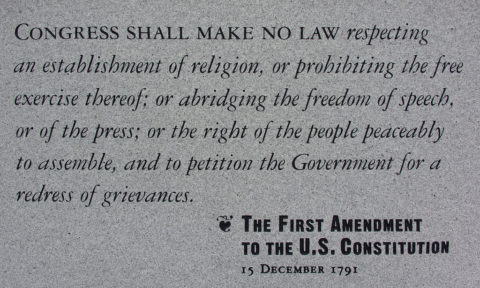 CONGRESS SHALL MAKE NO LAW respecting
an establishment of religion, or prohibiting the free
exercise thereof; or abridging the freedom of speech,
or of the press; or the right of the people peaceably
to assemble, and to petition the Government for a
redress of grievances.
THE FIRST AMENDMENT
TO THE U.S. CONSTITUTION
15 DECEMBER 1791